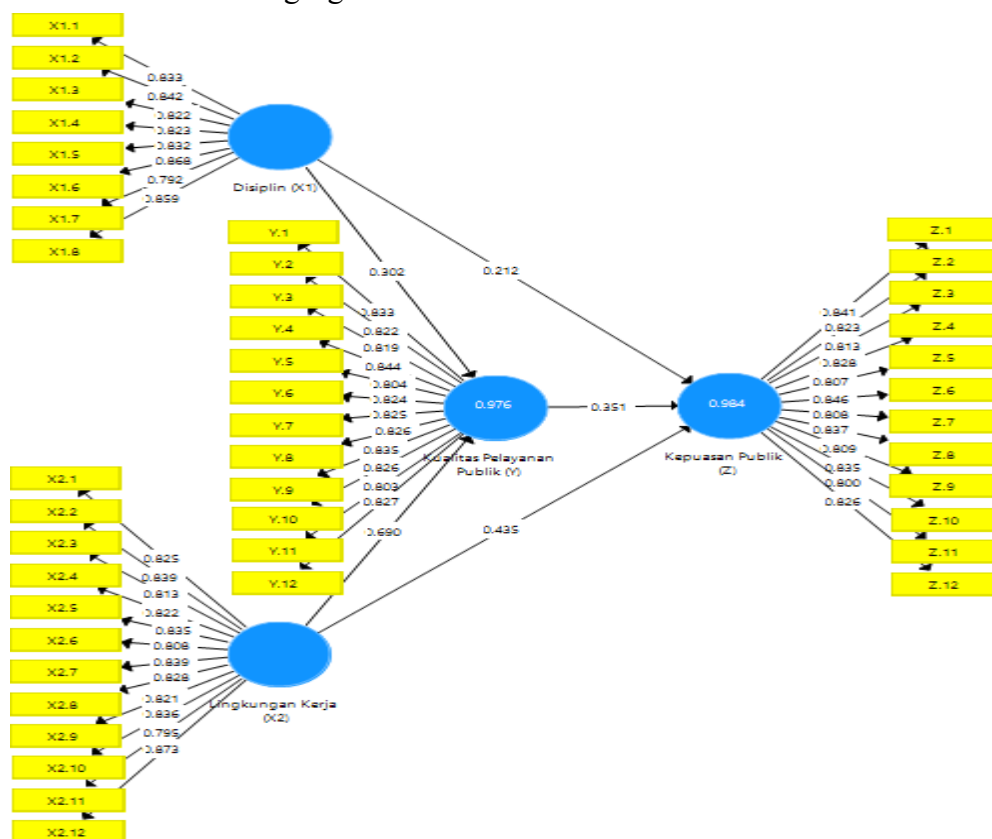 X1.1
X1.2
X1.3
X1.4
X1.5
X1.6
X1.7
X1.8
0.833
0.842
0.822
0.823
0.832
0.868
0.792
0.859
Disiplin (X1)
0.302
0.212
Y.1
Y.2
Y.3
Y.4
Y.5
Y.6
Y.7
Y.8
Y.9
Y.10
Y.11
Y.12
0.833
0.822
0.819
0.844
0.804
0.824
0.825
0.826
0.835
0.826
0.803
0.827
0.690
0.976
Kualitas Pelayanan
Publik (Y)
0.351
0.984
Kepuasan Publik
(Z)
0.435
Z.1
Z.2
Z.3
Z.4
Z.5
Z.6
Z.7
Z.8
Z.9
Z.10
Z.11
Z.12
0.841
0.823
0.813
0.828
0.807
0.846
0.808
0.837
0.809
0.835
0.800
0.826
X2.1
X2.2
X2.3
X2.4
X2.5
X2.6
X2.7
X2.8
X2.9
X2.10
X2.11
X2.12
0.825
0.839
0.813
0.822
0.835
0.808
0.839
0.828
0.821
0.836
0.795
0.873
Lingkungan Kerja
(X2)